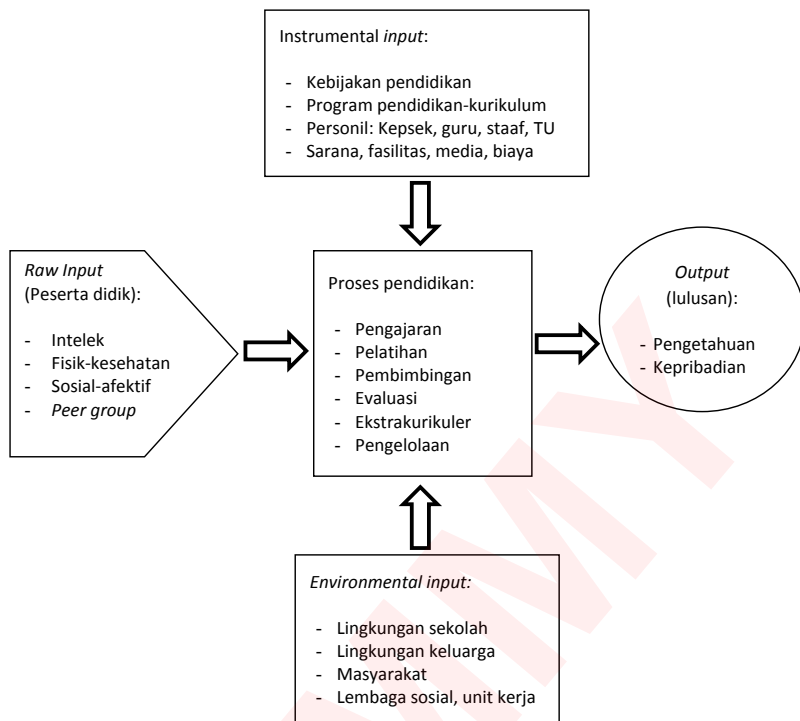 Instrumental input:
- Kebijakan pendidikan
- Program pendidikan-kurikulum
- Personil: Kepsek, guru, staaf, TU
- Sarana, fasilitas, media, biaya
Raw Input
(Peserta didik):
- Intelek
- Fisik-kesehatan
- Sosial-afektif
- Peer group
Proses pendidikan:
- Pengajaran
- Pelatihan
- Pembimbingan
- Evaluasi
- Ekstrakurikuler
- Pengelolaan
Output
(lulusan):
- Pengetahuan
- Kepribadian
Environmental input:
- Lingkungan sekolah
- Lingkungan keluarga
- Masyarakat
- Lembaga sosial, unit kerja